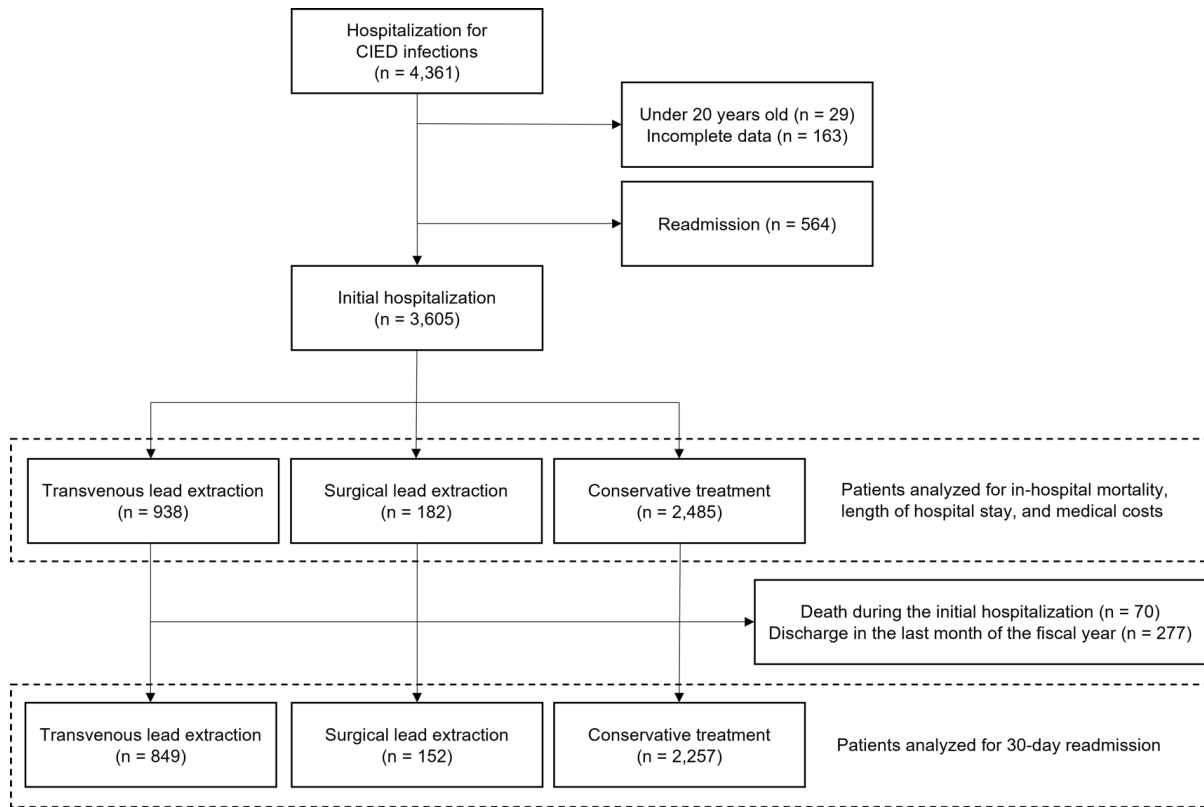 Hospitalization for
CIED infections
(n = 4,361)
Under 20 years old (n = 29)
Incomplete data (n = 163)
Readmission (n = 564)
Initial hospitalization
(n = 3,605)
Transvenous lead extraction
(n = 938)
Surgical lead extraction
(n = 182)
Conservative treatment
(n = 2,485)
Patients analyzed for in-hospital mortality,
length of hospital stay, and medical costs
Death during the initial hospitalization (n = 70)
Discharge in the last month of the fiscal year (n = 277)
Transvenous lead extraction
(n = 849)
Surgical lead extraction
(n = 152)
Conservative treatment
(n = 2,257)
Patients analyzed for 30-day readmission